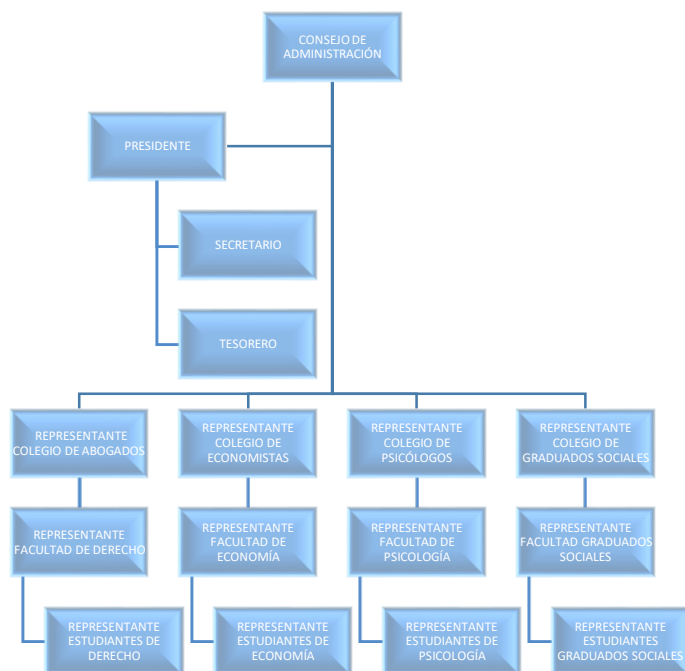 CONSEJO DE
ADMINISTRACIÓN
PRESIDENTE
SECRETARIO
TESORERO
REPRESENTANTE
COLEGIO DE ABOGADOS
REPRESENTANTE
COLEGIO DE
ECONOMISTAS
REPRESENTANTE
COLEGIO DE
PSICÓLOGOS
REPRESENTANTE
COLEGIO DE
GRADUADOS SOCIALES
REPRESENTANTE
FACULTAD DE DERECHO
REPRESENTANTE
FACULTAD DE
ECONOMÍA
REPRESENTANTE
FACULTAD DE
PSICOLOGÍA
REPRESENTANTE
FACULTAD GRADUADOS
SOCIALES
REPRESENTANTE
ESTUDIANTES DE
DERECHO
REPRESENTANTE
ESTUDIANTES DE
ECONOMÍA
REPRESENTANTE
ESTUDIANTES DE
PSICOLOGÍA
REPRESENTANTE
ESTUDIANTES
GRADUADOS SOCIALES